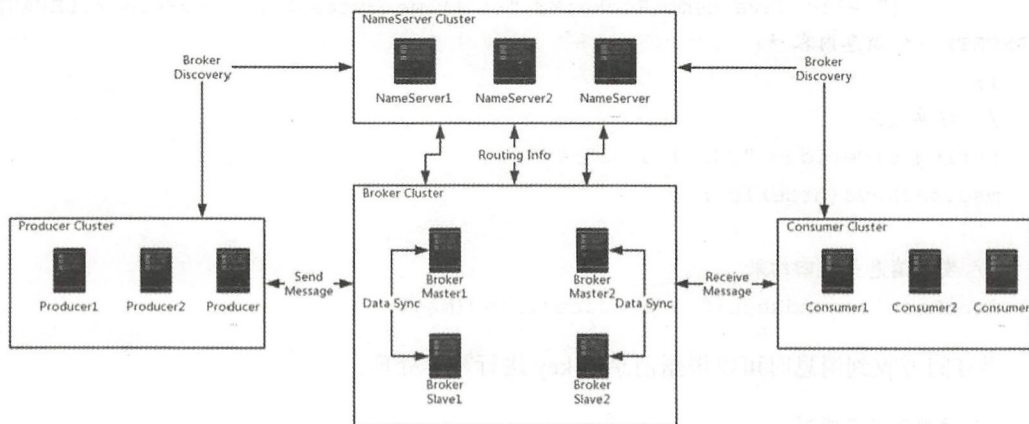 NameServer Cluster
NameServer1
NameServer2
NameServer
...
Broker
Discovery
Broker
Discovery
Routing Info
Producer Cluster
Producer1
Producer2
Producer
...
Send
Message
Broker Cluster
Broker
Master1
Broker
Master2
Data Sync
Data Sync
Broker
Slave1
Broker
Slave2
Receive
Message
Consumer Cluster
Consumer1
Consumer2
Consumer
...